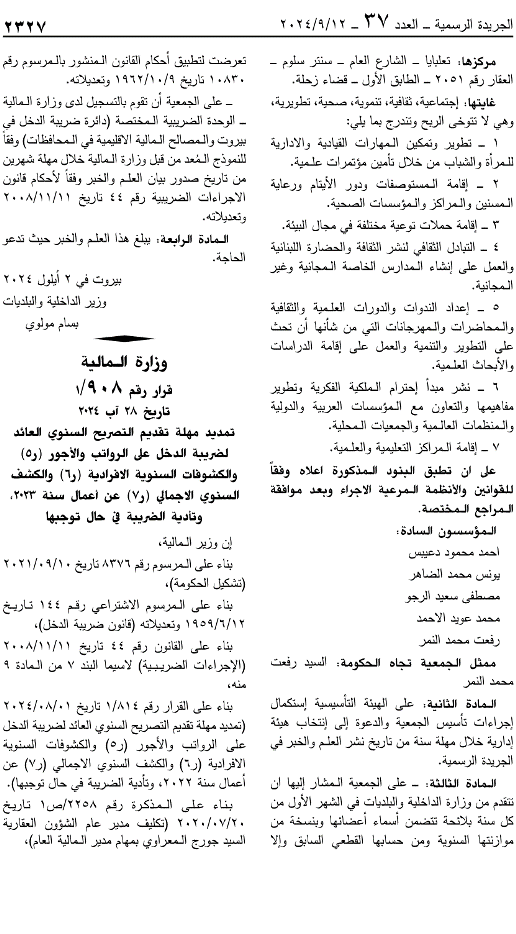 الجريدة الرسمية ــ العدد ٣٧ ــ ٢٠٢٤/٩/١٢
٢٣٢٧
مركزها: تعلبايا ــ الشارع العام ــ سنتر سلوم ــ
العقار رقم ٢٠٥١ ــ الطابق الأول ــ قضاء زحلة.
غايتها: إجتماعية، ثقافية، تنموية، صحية، تطويرية،
وهي لا تتوخى الربح وتندرج بما يلي:
١ ــ تطوير وتمكين المهارات القيادية والادارية
للمرأة والشباب من خلال تأمين مؤتمرات علمية.
٢ ــ إقامة المستوصفات ودور الأيتام ورعاية
المسنين والمراكز والمؤسسات الصحية.
٣ ــ إقامة حملات توعية مختلفة في مجال البيئة.
٤ ــ التبادل الثقافي لنشر الثقافة والحضارة اللبنانية
والعمل على إنشاء المدارس الخاصة المجانية وغير
المجانية.
٥ ــ إعداد الندوات والدورات العلمية والثقافية
والمحاضرات والمهرجانات التي من شأنها أن تحث
على التطوير والتنمية والعمل على إقامة الدراسات
والأبحاث العلمية.
٦ ــ نشر مبدأ إحترام الملكية الفكرية وتطوير
مفاهيمها والتعاون مع المؤسسات العربية والدولية
والمنظمات العالمية والجمعيات المحلية.
٧ ــ إقامة المراكز التعليمية والعلمية.
على ان تطبق البنود المذكورة اعلاه وفقاً
للقوانين والأنظمة المرعية الاجراء وبعد موافقة
المراجع المختصة.
المؤسسون السادة:
احمد محمود دعيبس
يونس محمد الضاهر
مصطفى سعيد الرجو
محمد عويد الاحمد
رفعت محمد النمر
ممثل الجمعية تجاه الحكومة: السيد رفعت
محمد النمر
المادة الثانية: على الهيئة التأسيسية إستكمال
إجراءات تأسيس الجمعية والدعوة إلى إنتخاب هيئة
إدارية خلال مهلة سنة من تاريخ نشر العلم والخبر في
الجريدة الرسمية.
المادة الثالثة: ــ على الجمعية المشار إليها ان
تتقدم من وزارة الداخلية والبلديات في الشهر الأول من
كل سنة بلائحة تتضمن أسماء أعضائها وبنسخة من
موازنتها السنوية ومن حسابها القطعي السابق وإلا
تعرضت لتطبيق أحكام القانون المنشور بالمرسوم رقم
١٠٨٣٠ تاريخ ١٩٦٢/١٠/٩ وتعديلاته.
ــ على الجمعية أن تقوم بالتسجيل لدى وزارة المالية
ــ الوحدة الضريبية المختصة (دائرة ضريبة الدخل في
بيروت والمصالح المالية الاقليمية في المحافظات) وفقاً
للنموذج المُعد من قبل وزارة المالية خلال مهلة شهرين
من تاريخ صدور بيان العلم والخبر وفقاً لأحكام قانون
الاجراءات الضريبية رقم ٤٤ تاريخ ٢٠٠٨/١١/١١
وتعديلاته.
المادة الرابعة: يبلغ هذا العلم والخبر حيث تدعو
الحاجة.
بيروت في ٢ أيلول ٢٠٢٤
وزير الداخلية والبلديات
بسام مولوي
وزارة المالية
قرار رقم ١/٩٠٨
تاريخ ٢٨ آب ٢٠٢٤
تمديد مهلة تقديم التصريح السنوي العائد
لضريبة الدخل على الرواتب والأجور (ر٥)
والكشوفات السنوية الافرادية (ر٦) والكشف
السنوي الاجمالي (ر٧) عن أعمال سنة ٢٠٢٣،
وتأدية الضريبة في حال توجبها
إن وزير المالية،
بناء على المرسوم رقم ٨٣٧٦ تاريخ ٢٠٢١/٠٩/١٠
(تشكيل الحكومة)،
بناء على المرسوم الاشتراعي رقم ١٤٤ تاريخ
١٩٥٩/٦/١٢ وتعديلاته (قانون ضريبة الدخل)،
بناء على القانون رقم ٤٤ تاريخ ٢٠٠٨/١١/١١
(الإجراءات الضريبية) لاسيما البند ٧ من المادة ٩
منه،
بناء على القرار رقم ١/٨١٤ تاريخ ٢٠٢٤/٠٨/٠١
(تمديد مهلة تقديم التصريح السنوي العائد لضريبة الدخل
على الرواتب والأجور (ر٥) والكشوفات السنوية
الافرادية (ر٦) والكشف السنوي الاجمالي (ر٧) عن
أعمال سنة ٢٠٢٢، وتأدية الضريبة في حال توجبها).
بناء على المذكرة رقم ٢٢٥٨/ص١ تاريخ
٢٠٢٠/٠٧/٢٠ (تكليف مدير عام الشؤون العقارية
السيد جورج المعراوي بمهام مدير المالية العام)،